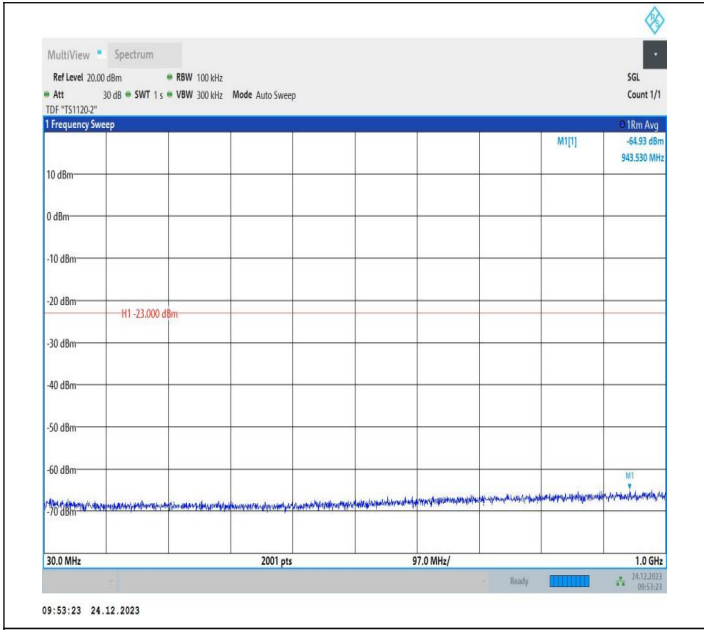 R S
MultiView Spectrum
Ref Level 20.00 dBm RBW 100 kHz SGL
Att 30 dB SWT 1 s VBW 300 kHz Mode Auto Sweep Count 1/1
TDF "TS1120-2"
1 Frequency Sweep 1Rm Avg
M1[1] -64.93 dBm
943.530 MHz
10 dBm
0 dBm
-10 dBm
-20 dBm
H1 -23.000 dBm
-30 dBm
-40 dBm
-50 dBm
-60 dBm
M1
-70 dBm
30.0 MHz 2001 pts 97.0 MHz/ 1.0 GHz
Ready 24.12.2023
09:53:23
09:53:23 24.12.2023